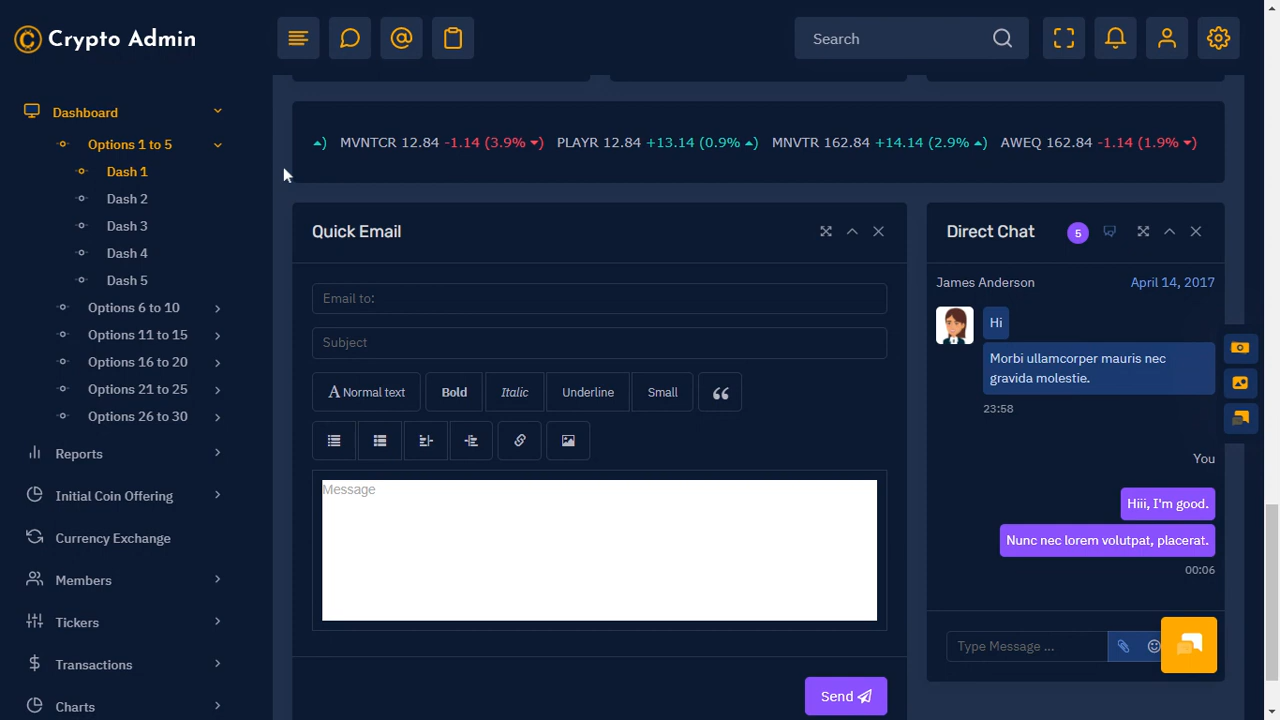 Crypto Admin
Search
Dashboard
Options 1 to 5
Dash 1
Dash 2
Dash 3
Dash 4
Dash 5
Options 6 to 10
Options 11 to 15
Options 16 to 20
Options 21 to 25
Options 26 to 30
Reports
Initial Coin Offering
Currency Exchange
Members
Tickers
Transactions
Charts
) MVNTCR 12.84 -1.14 (3.9% ) PLAYR 12.84 +13.14 (0.9% ) MNVTR 162.84 +14.14 (2.9% ) AWEQ 162.84 -1.14 (1.9% )
Quick Email
Email to:
Subject
A Normal text Bold Italic Underline Small
Message
Send
Direct Chat 5
James Anderson April 14, 2017
Hi
Morbi ullamcorper mauris nec
gravida molestie.
23:58
You
Hiii, I'm good.
Nunc nec lorem volutpat, placerat.
00:06
Type Message ...